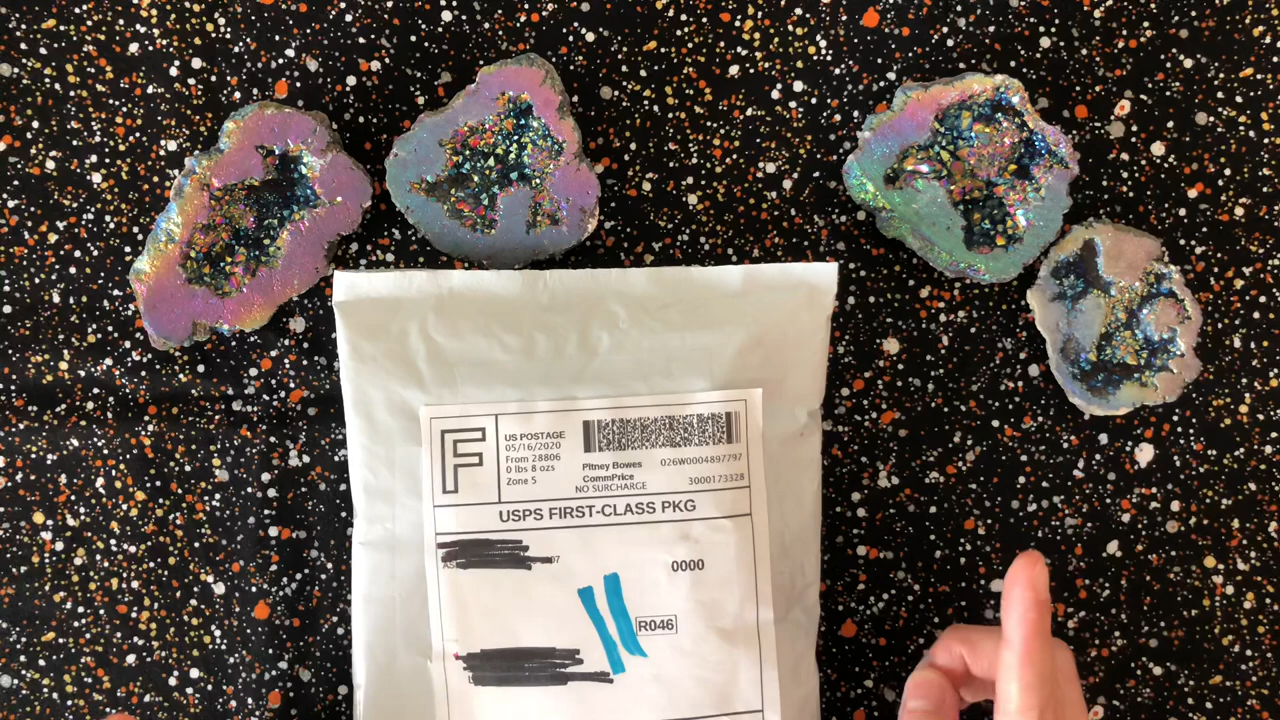 F
US POSTAGE
05/16/2020
From 28806
0 lbs 8 ozs
Zone 5
Pitney Bowes
CommPrice
NO SURCHARGE
026W0004897797
3000173328
USPS FIRST-CLASS PKG
0000
R046